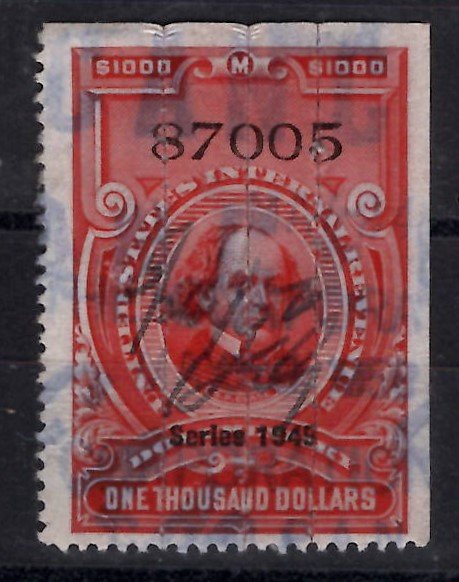 $1000 M $1000
87005
UNITED STATES INTERNAL REVENUE
Series 1945
ONE THOUSAND DOLLARS